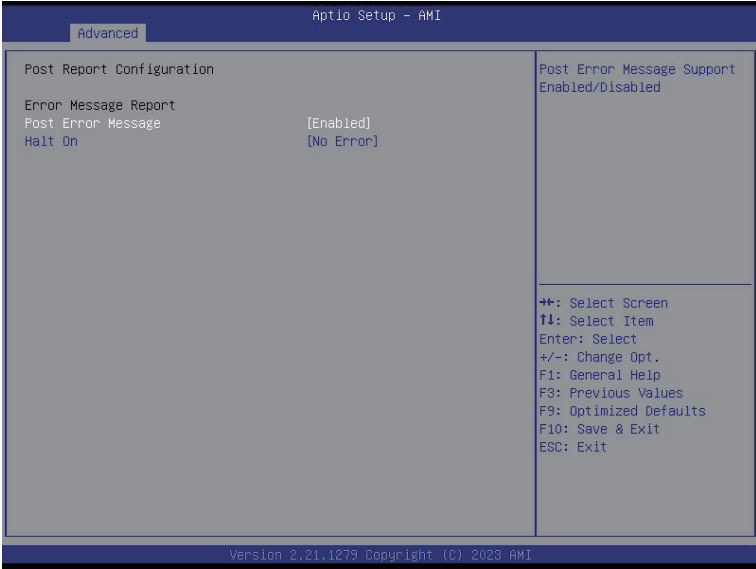 Aptio Setup – AMI
Advanced
Post Report Configuration
Error Message Report
Post Error Message [Enabled]
Halt On [No Error]
Post Error Message Support
Enabled/Disabled
→←: Select Screen
↑↓: Select Item
Enter: Select
+/-: Change Opt.
F1: General Help
F3: Previous Values
F9: Optimized Defaults
F10: Save & Exit
ESC: Exit
Version 2.21.1279 Copyright (C) 2023 AMI